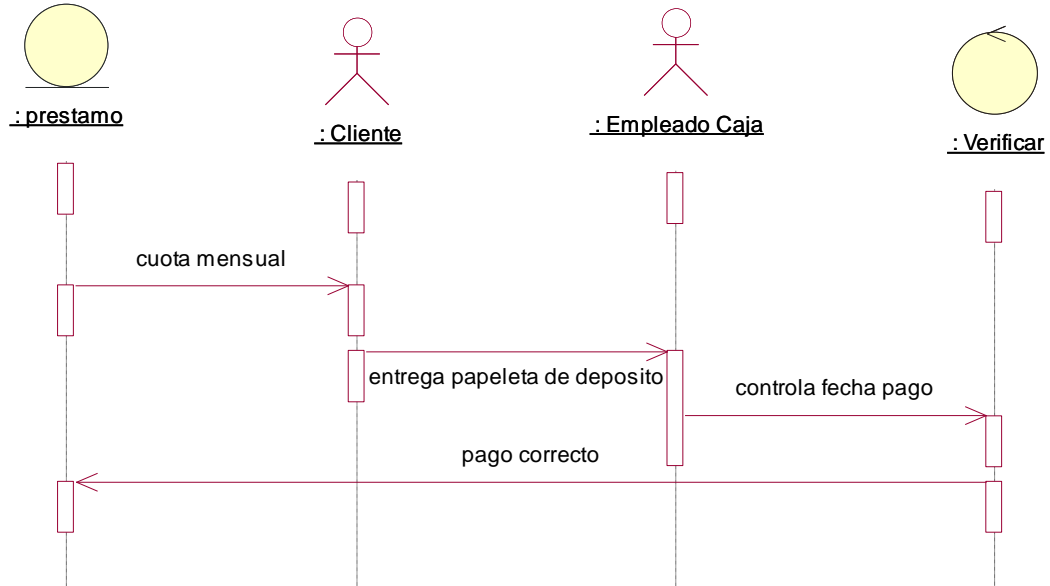 : prestamo
: Cliente
: Empleado Caja
: Verificar
cuota mensual
entrega papeleta de deposito
controla fecha pago
pago correcto